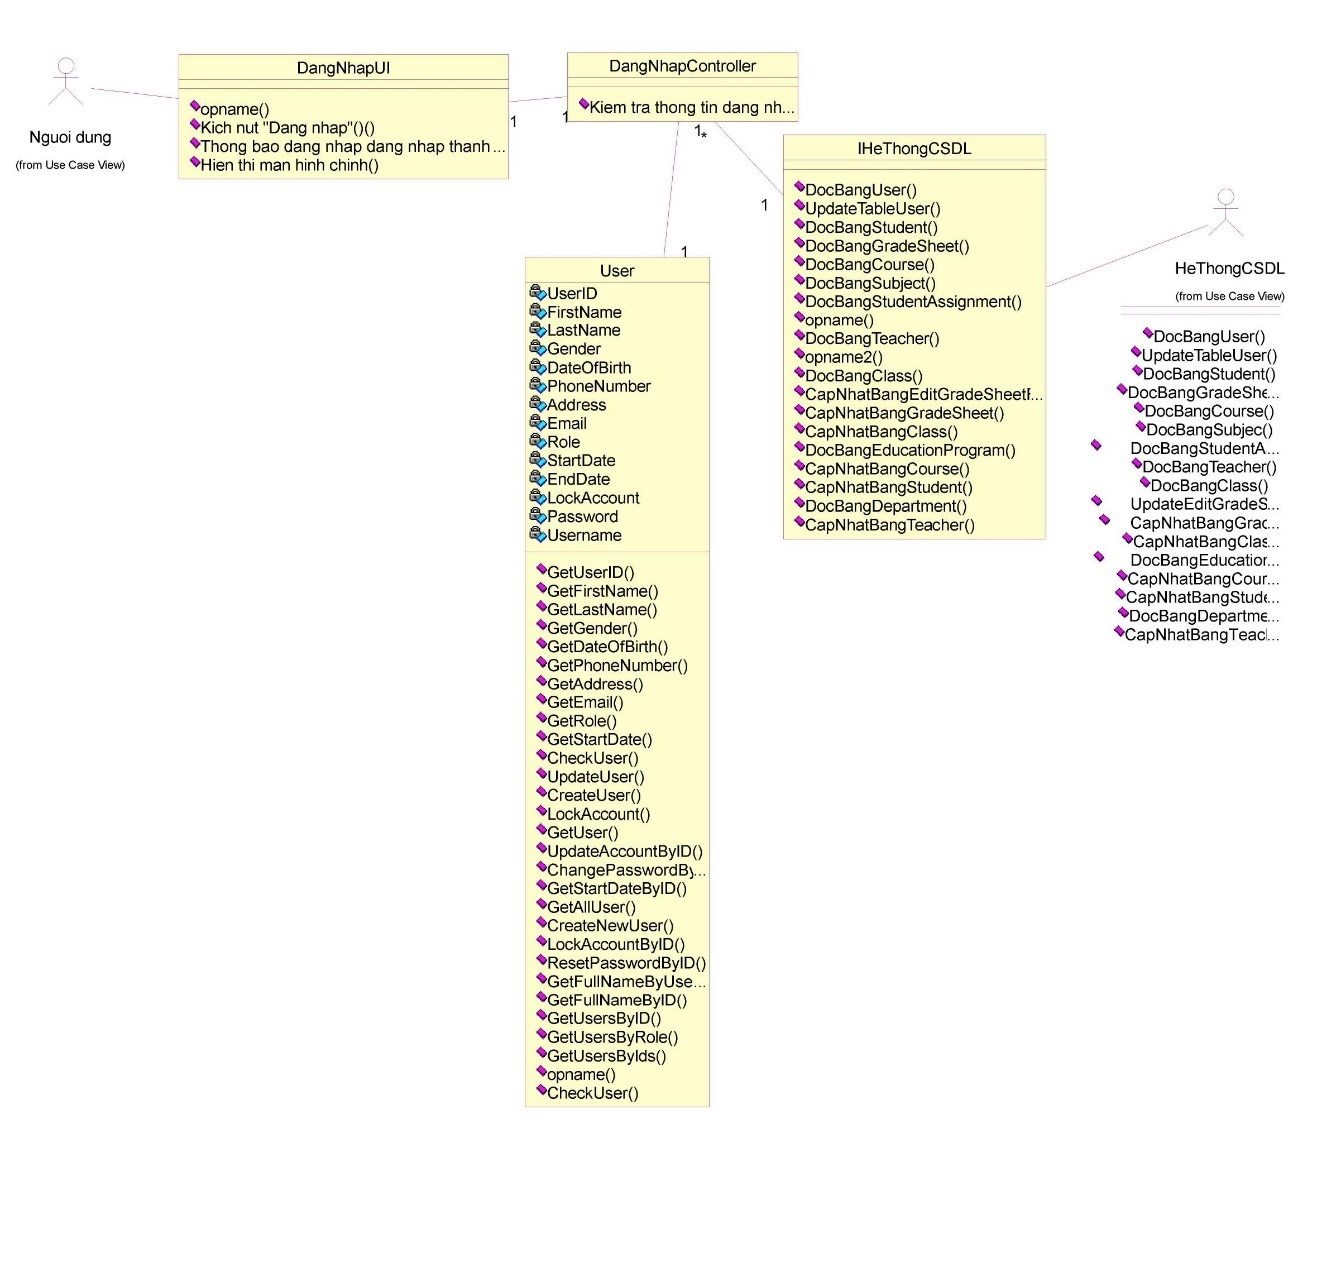 Nguoi dung
(from Use Case View)
DangNhapUI
opname()
Kich nut "Dang nhap"()()
Thong bao dang nhap dang nhap thanh...
Hien thi man hinh chinh()
1
1
DangNhapController
Kiem tra thong tin dang nh...
1
*
1
1
User
UserID
FirstName
LastName
Gender
DateOfBirth
PhoneNumber
Address
Email
Role
StartDate
EndDate
LockAccount
Password
Username
GetUserID()
GetFirstName()
GetLastName()
GetGender()
GetDateOfBirth()
GetPhoneNumber()
GetAddress()
GetEmail()
GetRole()
GetStartDate()
CheckUser()
UpdateUser()
CreateUser()
LockAccount()
GetUser()
UpdateAccountByID()
ChangePasswordBy...
GetStartDateByID()
GetAllUser()
CreateNewUser()
LockAccountByID()
ResetPasswordByID()
GetFullNameByUse...
GetFullNameByID()
GetUsersByID()
GetUsersByRole()
GetUsersByIds()
opname()
CheckUser()
IHeThongCSDL
DocBangUser()
UpdateTableUser()
DocBangStudent()
DocBangGradeSheet()
DocBangCourse()
DocBangSubject()
DocBangStudentAssignment()
opname()
DocBangTeacher()
opname2()
DocBangClass()
CapNhatBangEditGradeSheetF...
CapNhatBangGradeSheet()
CapNhatBangClass()
DocBangEducationProgram()
CapNhatBangCourse()
CapNhatBangStudent()
DocBangDepartment()
CapNhatBangTeacher()
HeThongCSDL
(from Use Case View)
DocBangUser()
UpdateTableUser()
DocBangStudent()
DocBangGradeShe...
DocBangCourse()
DocBangSubjec()
DocBangStudentA...
DocBangTeacher()
DocBangClass()
UpdateEditGradeS...
CapNhatBangGrac...
CapNhatBangClas...
DocBangEducatior...
CapNhatBangCour...
CapNhatBangStude...
DocBangDepartme...
CapNhatBangTeacl...